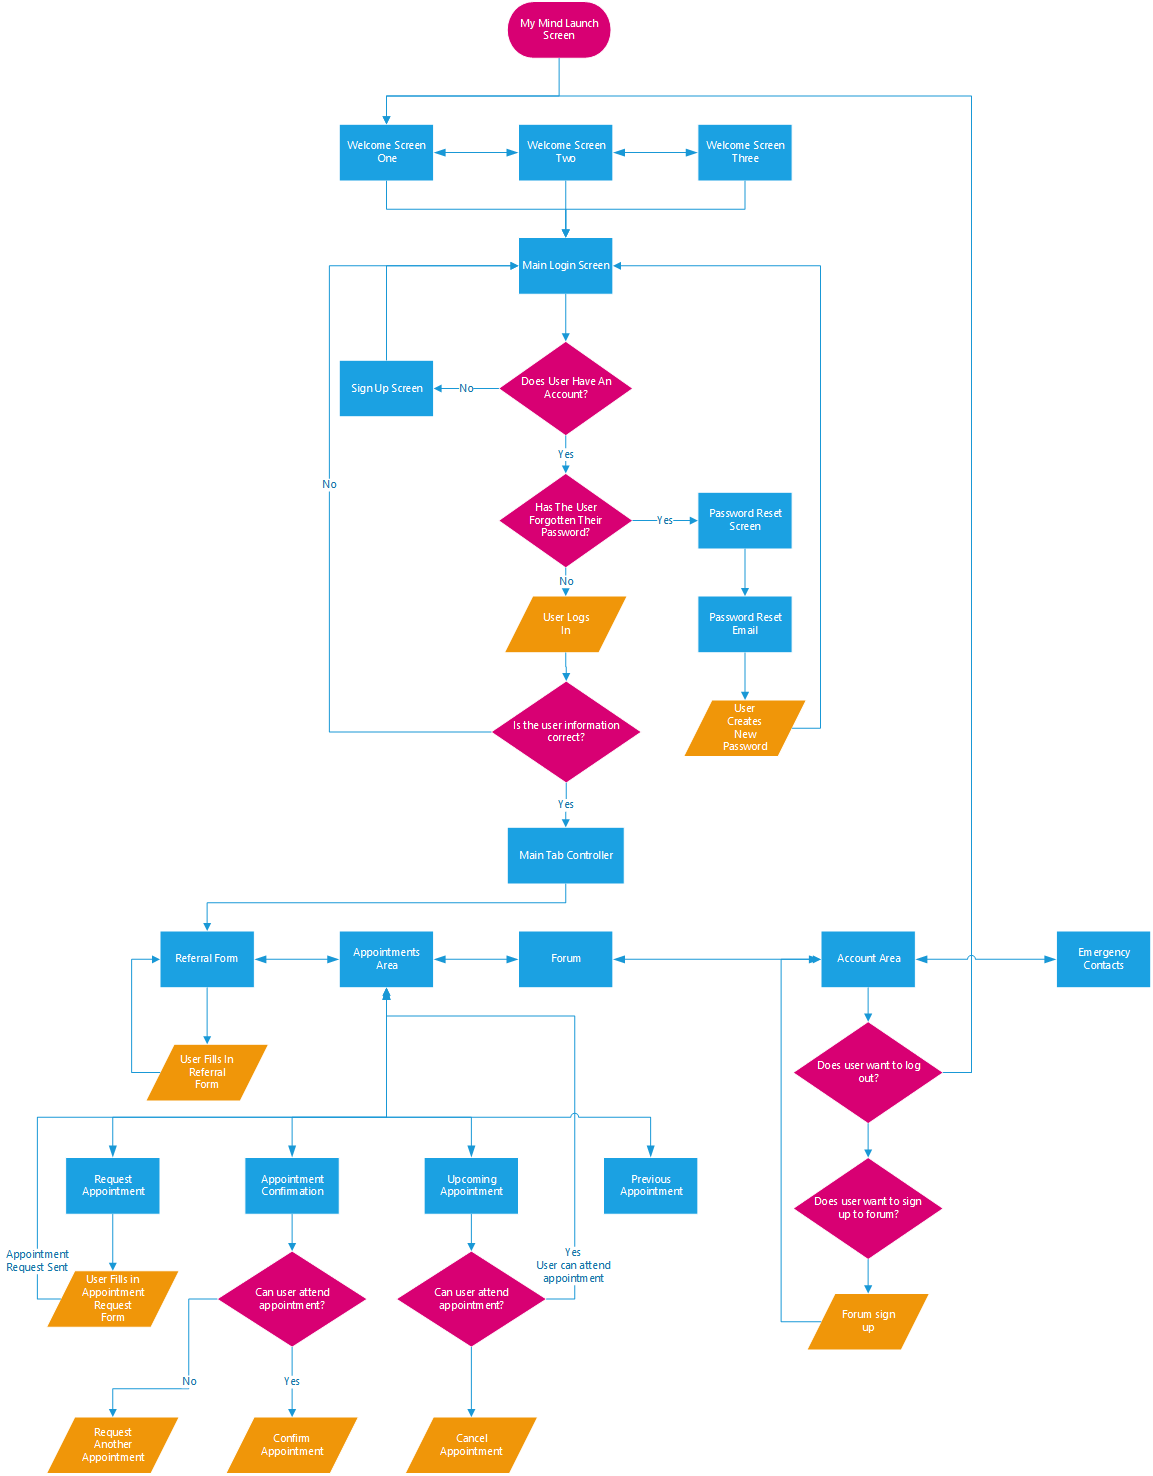 My Mind Launch
Screen
Welcome Screen
One
Welcome Screen
Two
Welcome Screen
Three
Main Login Screen
Sign Up Screen
No
Does User Have An
Account?
Yes
No
Has The User
Forgotten Their
Password?
Yes
Password Reset
Screen
No
User Logs
In
Password Reset
Email
Is the user information
correct?
User
Creates
New
Password
Yes
Main Tab Controller
Referral Form
Appointments
Area
Forum
Account Area
Emergency
Contacts
User Fills In
Referral
Form
Does user want to log
out?
Request
Appointment
Appointment
Confirmation
Upcoming
Appointment
Previous
Appointment
Does user want to sign
up to forum?
Appointment
Request Sent
Yes
User can attend
appointment
User Fills in
Appointment
Request
Form
Can user attend
appointment?
Can user attend
appointment?
Forum sign
up
No
Yes
Request
Another
Appointment
Confirm
Appointment
Cancel
Appointment